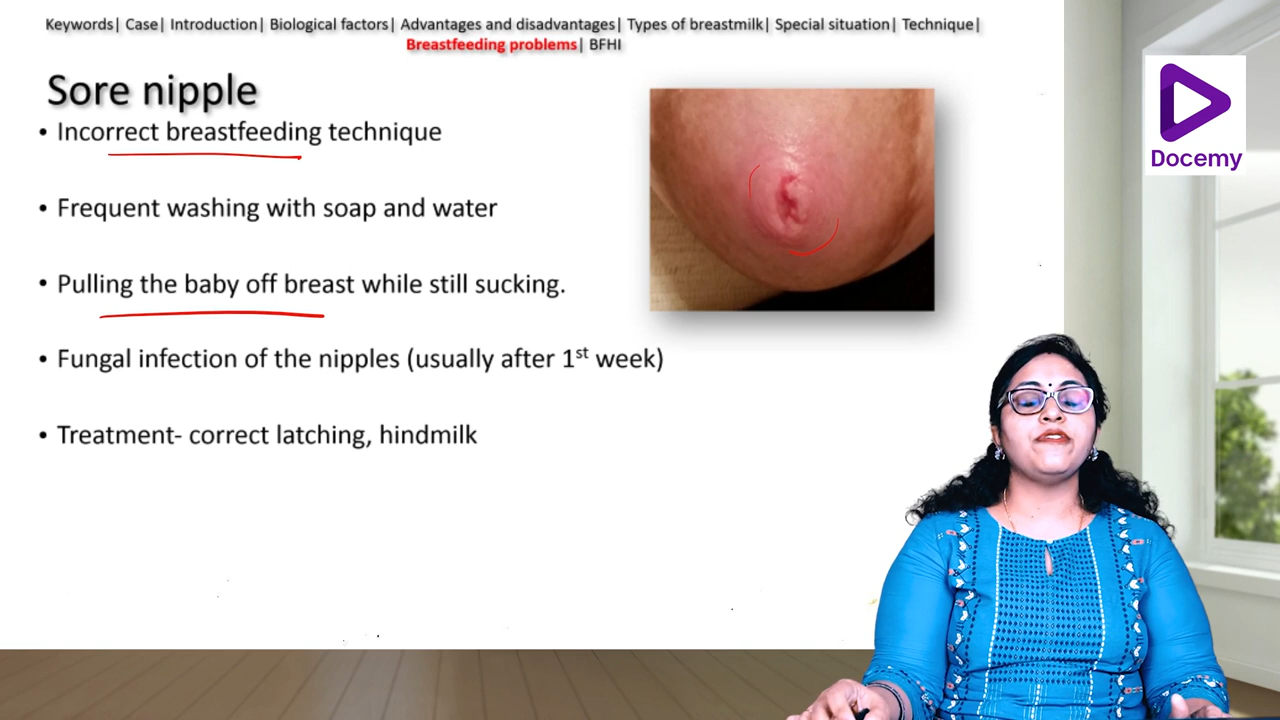 Keywords| Case| Introduction| Biological factors| Advantages and disadvantages| Types of breastmilk| Special situation| Technique|
Breastfeeding problems| BFHI
Sore nipple
• Incorrect breastfeeding technique
• Frequent washing with soap and water
• Pulling the baby off breast while still sucking.
• Fungal infection of the nipples (usually after 1st week)
• Treatment- correct latching, hindmilk
Docemy